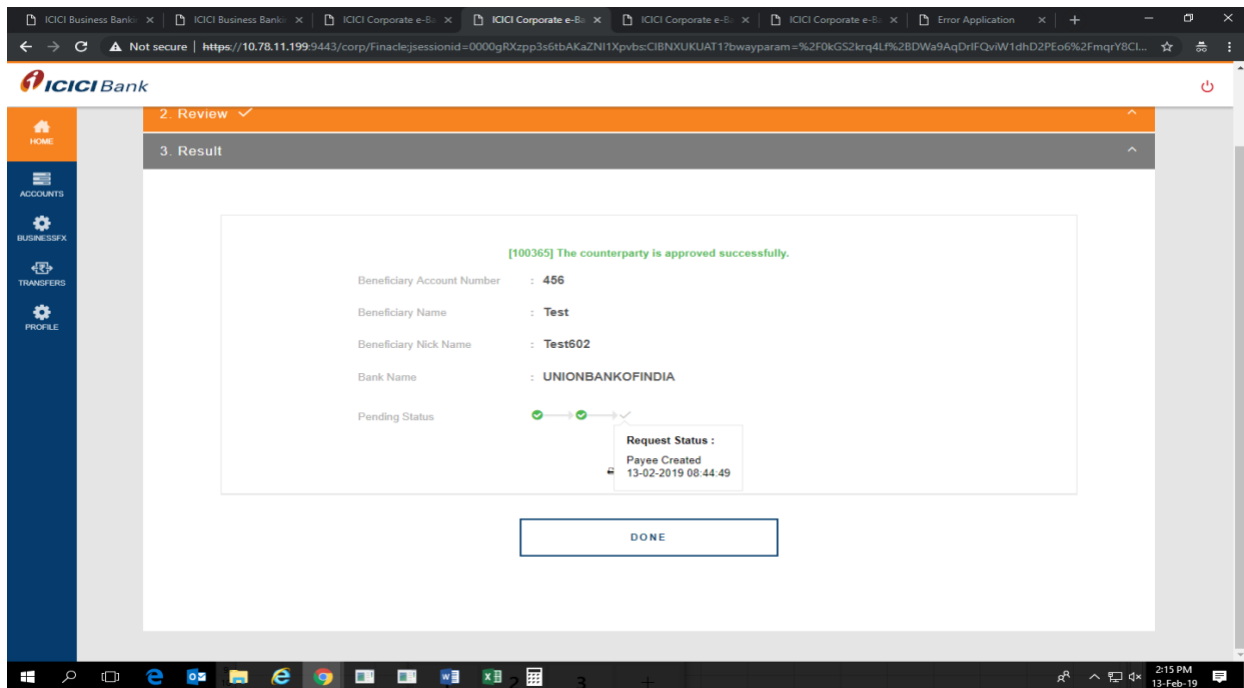 ICICI Business Bankin
ICICI Business Bankin
ICICI Corporate e-Ba
ICICI Corporate e-Ba
ICICI Corporate e-Ba
ICICI Corporate e-Ba
Error Application
Not secure | https://10.78.11.199:9443/corp/Finacle;jsessionid=0000gRXzpp3s6tbAKaZNI1Xpvbs:CIBNXUKUAT1?bwayparam=%2F0kGS2krq4Lf%2BDWa9AqDrIFQviW1dhD2PEo6%2FmqrY8Cl...
ICICI Bank
HOME
ACCOUNTS
BUSINESSFX
TRANSFERS
PROFILE
2. Review
3. Result
[100365] The counterparty is approved successfully.
Beneficiary Account Number : 456
Beneficiary Name : Test
Beneficiary Nick Name : Test602
Bank Name : UNIONBANKOFINDIA
Pending Status
Request Status :
Payee Created
13-02-2019 08:44:49
DONE
2 3 +
2:15 PM
13-Feb-19